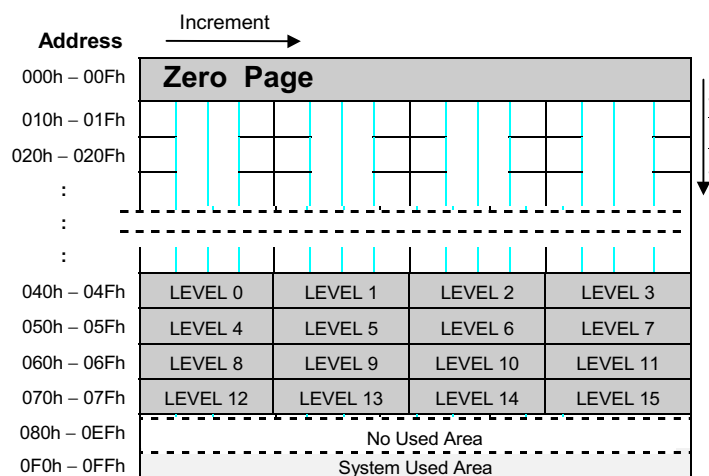 Increment
Address
000h – 00Fh Zero Page
010h – 01Fh
020h – 020Fh
:
:
:
040h – 04Fh LEVEL 0 LEVEL 1 LEVEL 2 LEVEL 3
050h – 05Fh LEVEL 4 LEVEL 5 LEVEL 6 LEVEL 7
060h – 06Fh LEVEL 8 LEVEL 9 LEVEL 10 LEVEL 11
070h – 07Fh LEVEL 12 LEVEL 13 LEVEL 14 LEVEL 15
080h – 0EFh No Used Area
0F0h – 0FFh System Used Area